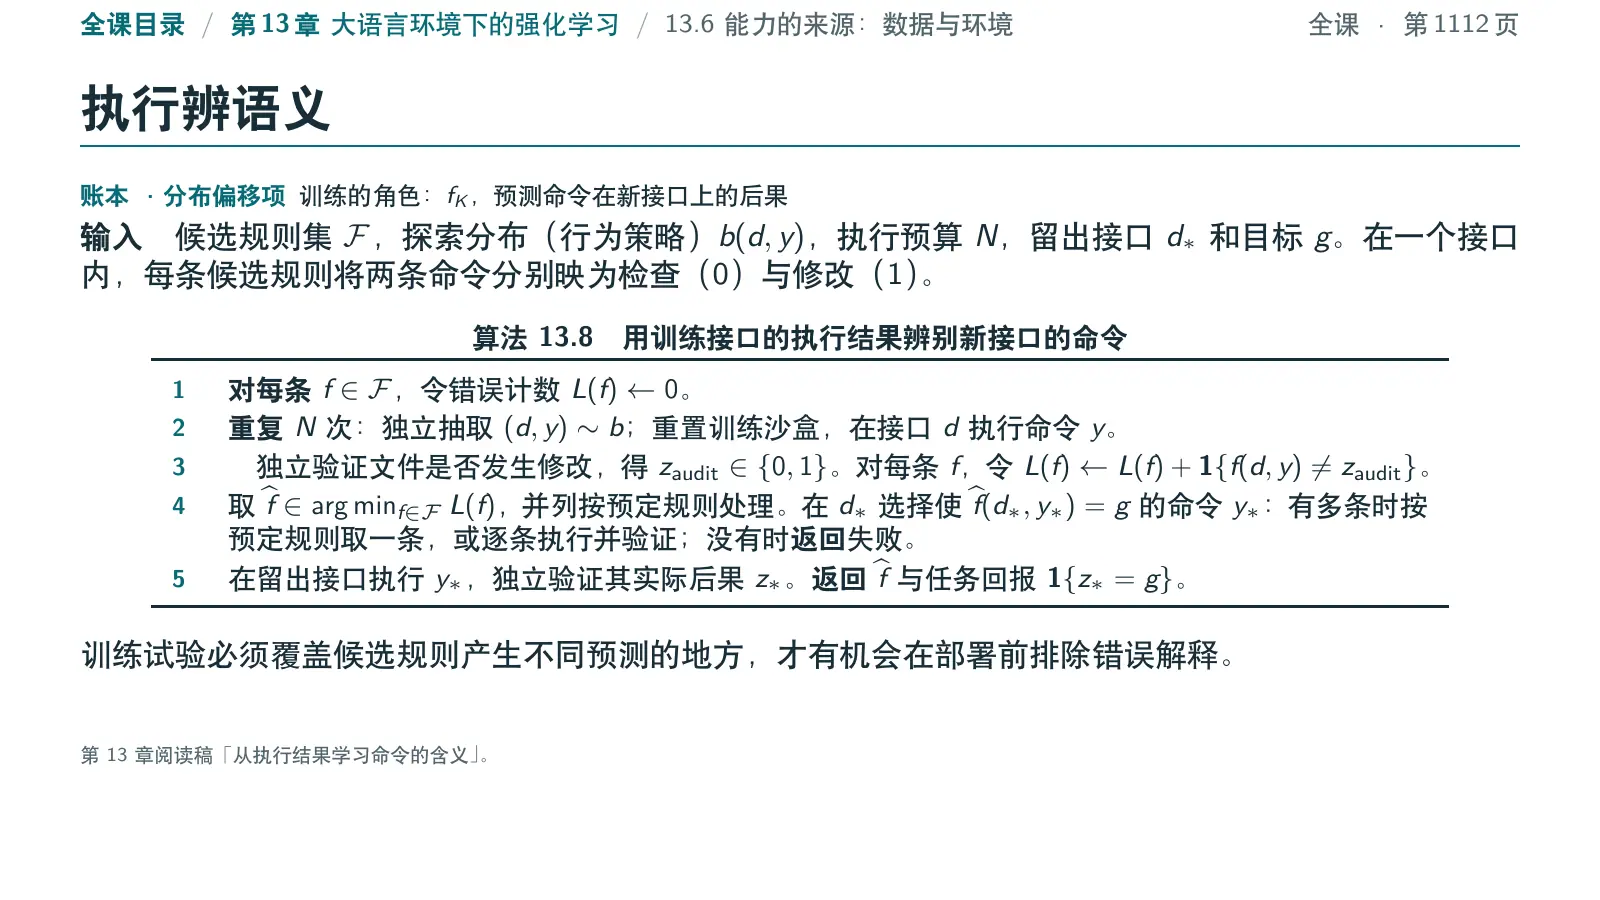 全课目录 / 第 13 章 大语言环境下的强化学习 / 13.6 能力的来源：数据与环境
全课 · 第 1112 页
执行辨语义
账本 · 分布偏移项 训练的角色：f_K，预测命令在新接口上的后果
输入 候选规则集 ℱ，探索分布（行为策略）b(d, y)，执行预算 N，留出接口 d_* 和目标 g。在一个接口
内，每条候选规则将两条命令分别映为检查（0）与修改（1）。
算法 13.8 用训练接口的执行结果辨别新接口的命令
1 对每条 f ∈ ℱ，令错误计数 L(f) ← 0。
2 重复 N 次：独立抽取 (d, y) ∼ b；重置训练沙盒，在接口 d 执行命令 y。
3 独立验证文件是否发生修改，得 z_audit ∈ {0, 1}。对每条 f，令 L(f) ← L(f) + 1{f(d, y) ≠ z_audit}。
4 取 f̂ ∈ arg min_{f∈ℱ} L(f)，并列按预定规则处理。在 d_* 选择使 f̂(d_*, y_*) = g 的命令 y_*：有多条时按
预定规则取一条，或逐条执行并验证；没有时返回失败。
5 在留出接口执行 y_*，独立验证其实际后果 z_*。返回 f̂ 与任务回报 1{z_* = g}。
训练试验必须覆盖候选规则产生不同预测的地方，才有机会在部署前排除错误解释。
第 13 章阅读稿「从执行结果学习命令的含义」。